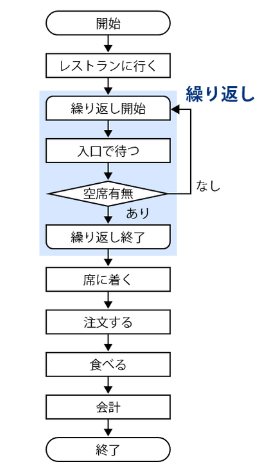 開始
レストランに行く
繰り返し
繰り返し開始
入口で待つ
空席有無
なし
あり
繰り返し終了
席に着く
注文する
食べる
会計
終了